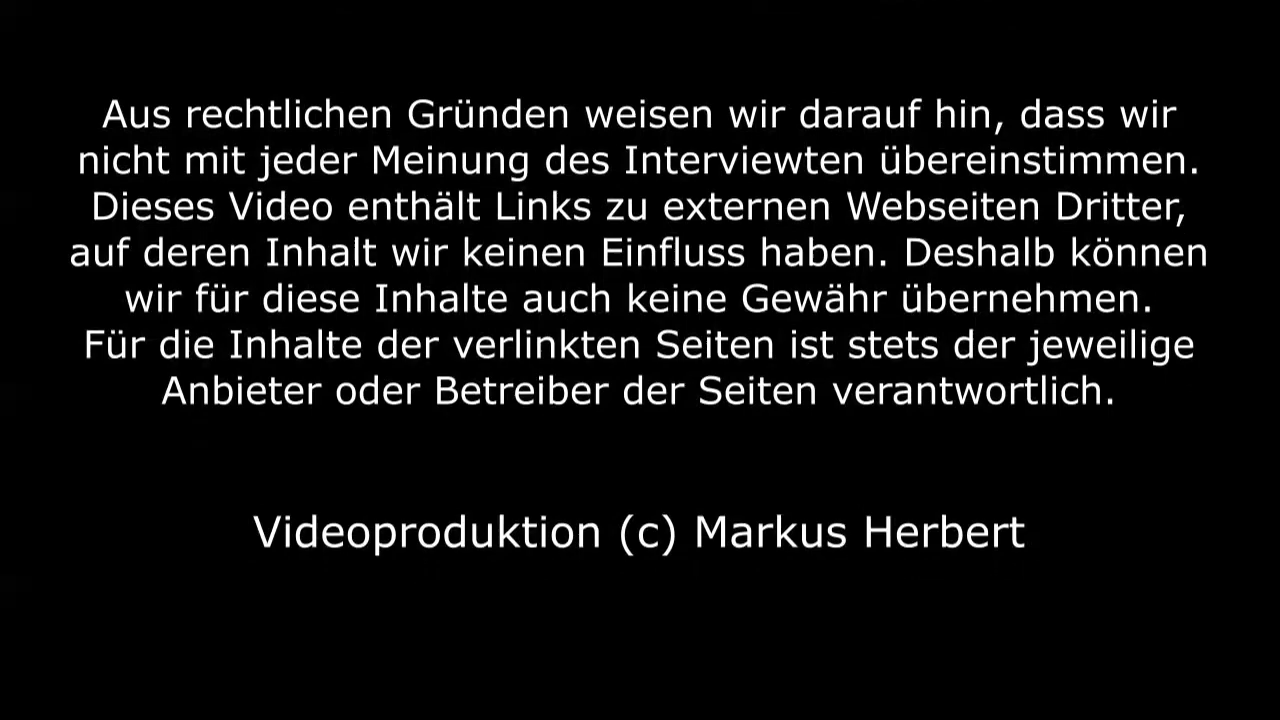 Aus rechtlichen Gründen weisen wir darauf hin, dass wir
nicht mit jeder Meinung des Interviewten übereinstimmen.
Dieses Video enthält Links zu externen Webseiten Dritter,
auf deren Inhalt wir keinen Einfluss haben. Deshalb können
wir für diese Inhalte auch keine Gewähr übernehmen.
Für die Inhalte der verlinkten Seiten ist stets der jeweilige
Anbieter oder Betreiber der Seiten verantwortlich.
Videoproduktion (c) Markus Herbert